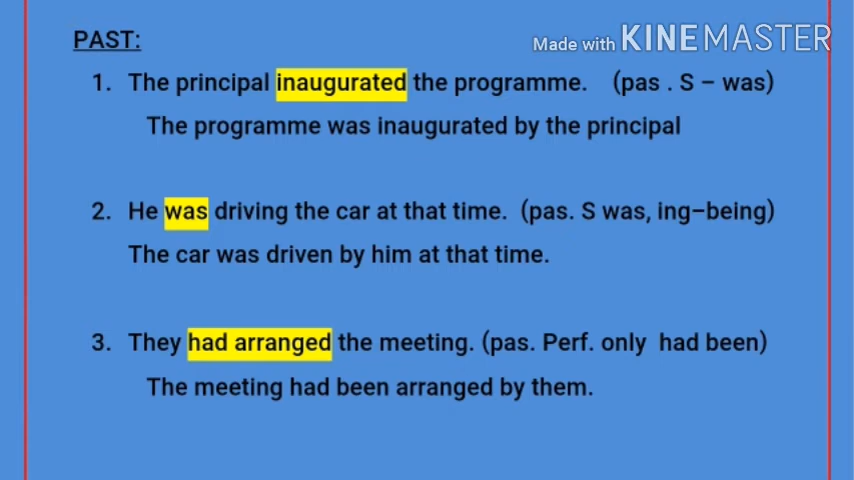 PAST:
Made with KINEMASTER
1. The principal inaugurated the programme. (pas . S – was)
The programme was inaugurated by the principal
2. He was driving the car at that time. (pas. S was, ing–being)
The car was driven by him at that time.
3. They had arranged the meeting. (pas. Perf. only had been)
The meeting had been arranged by them.